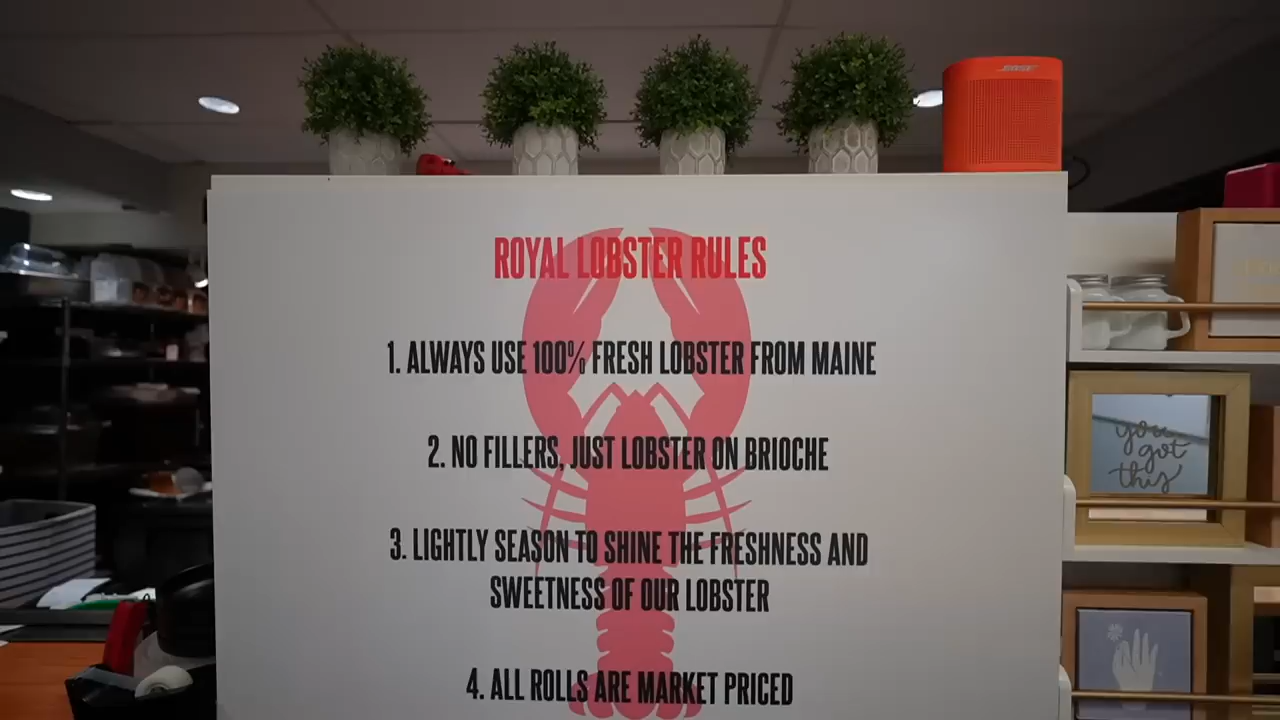 BOSE
ROYAL LOBSTER RULES
1. ALWAYS USE 100% FRESH LOBSTER FROM MAINE
2. NO FILLERS, JUST LOBSTER ON BRIOCHE
3. LIGHTLY SEASON TO SHINE THE FRESHNESS AND
SWEETNESS OF OUR LOBSTER
4. ALL ROLLS ARE MARKET PRICED
you
got
this